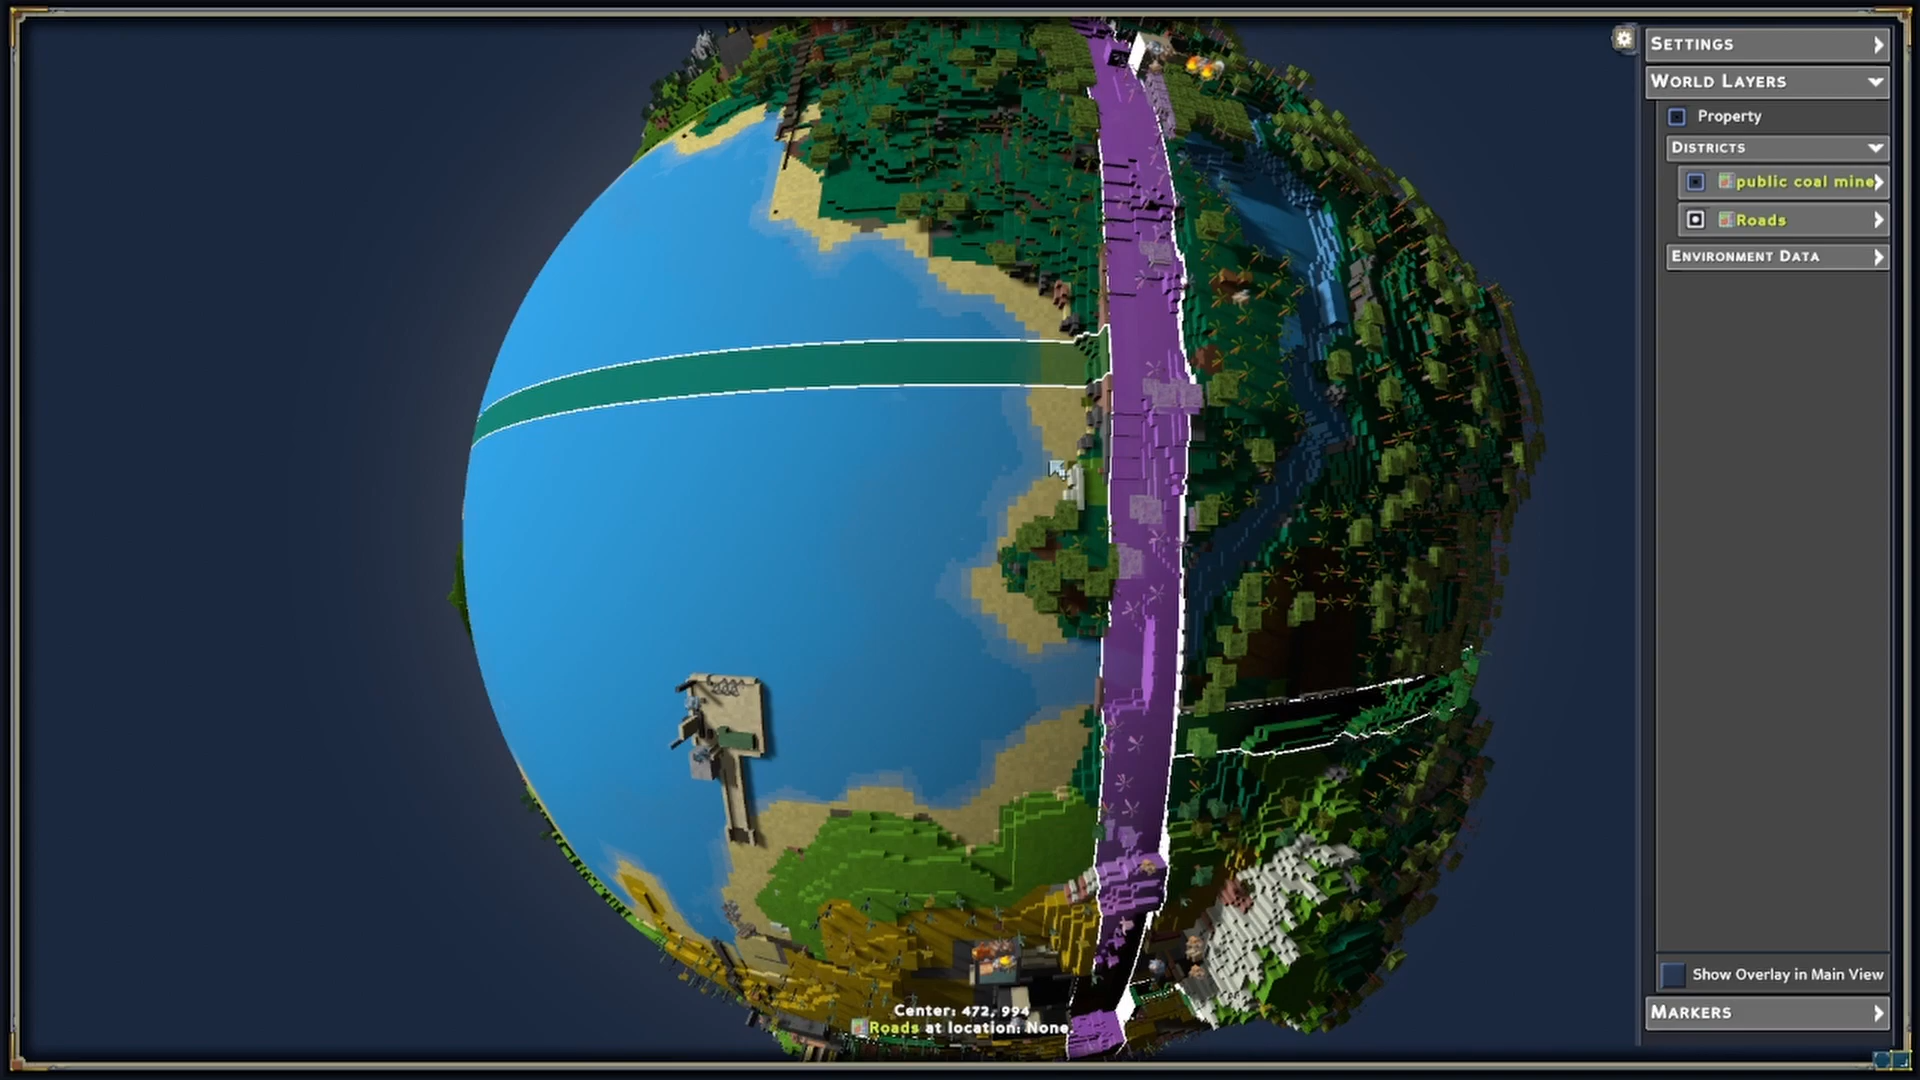 SETTINGS
WORLD LAYERS
Property
DISTRICTS
public coal mine
Roads
ENVIRONMENT DATA
Show Overlay in Main View
MARKERS
Center: 472, 994
Roads at location: None.